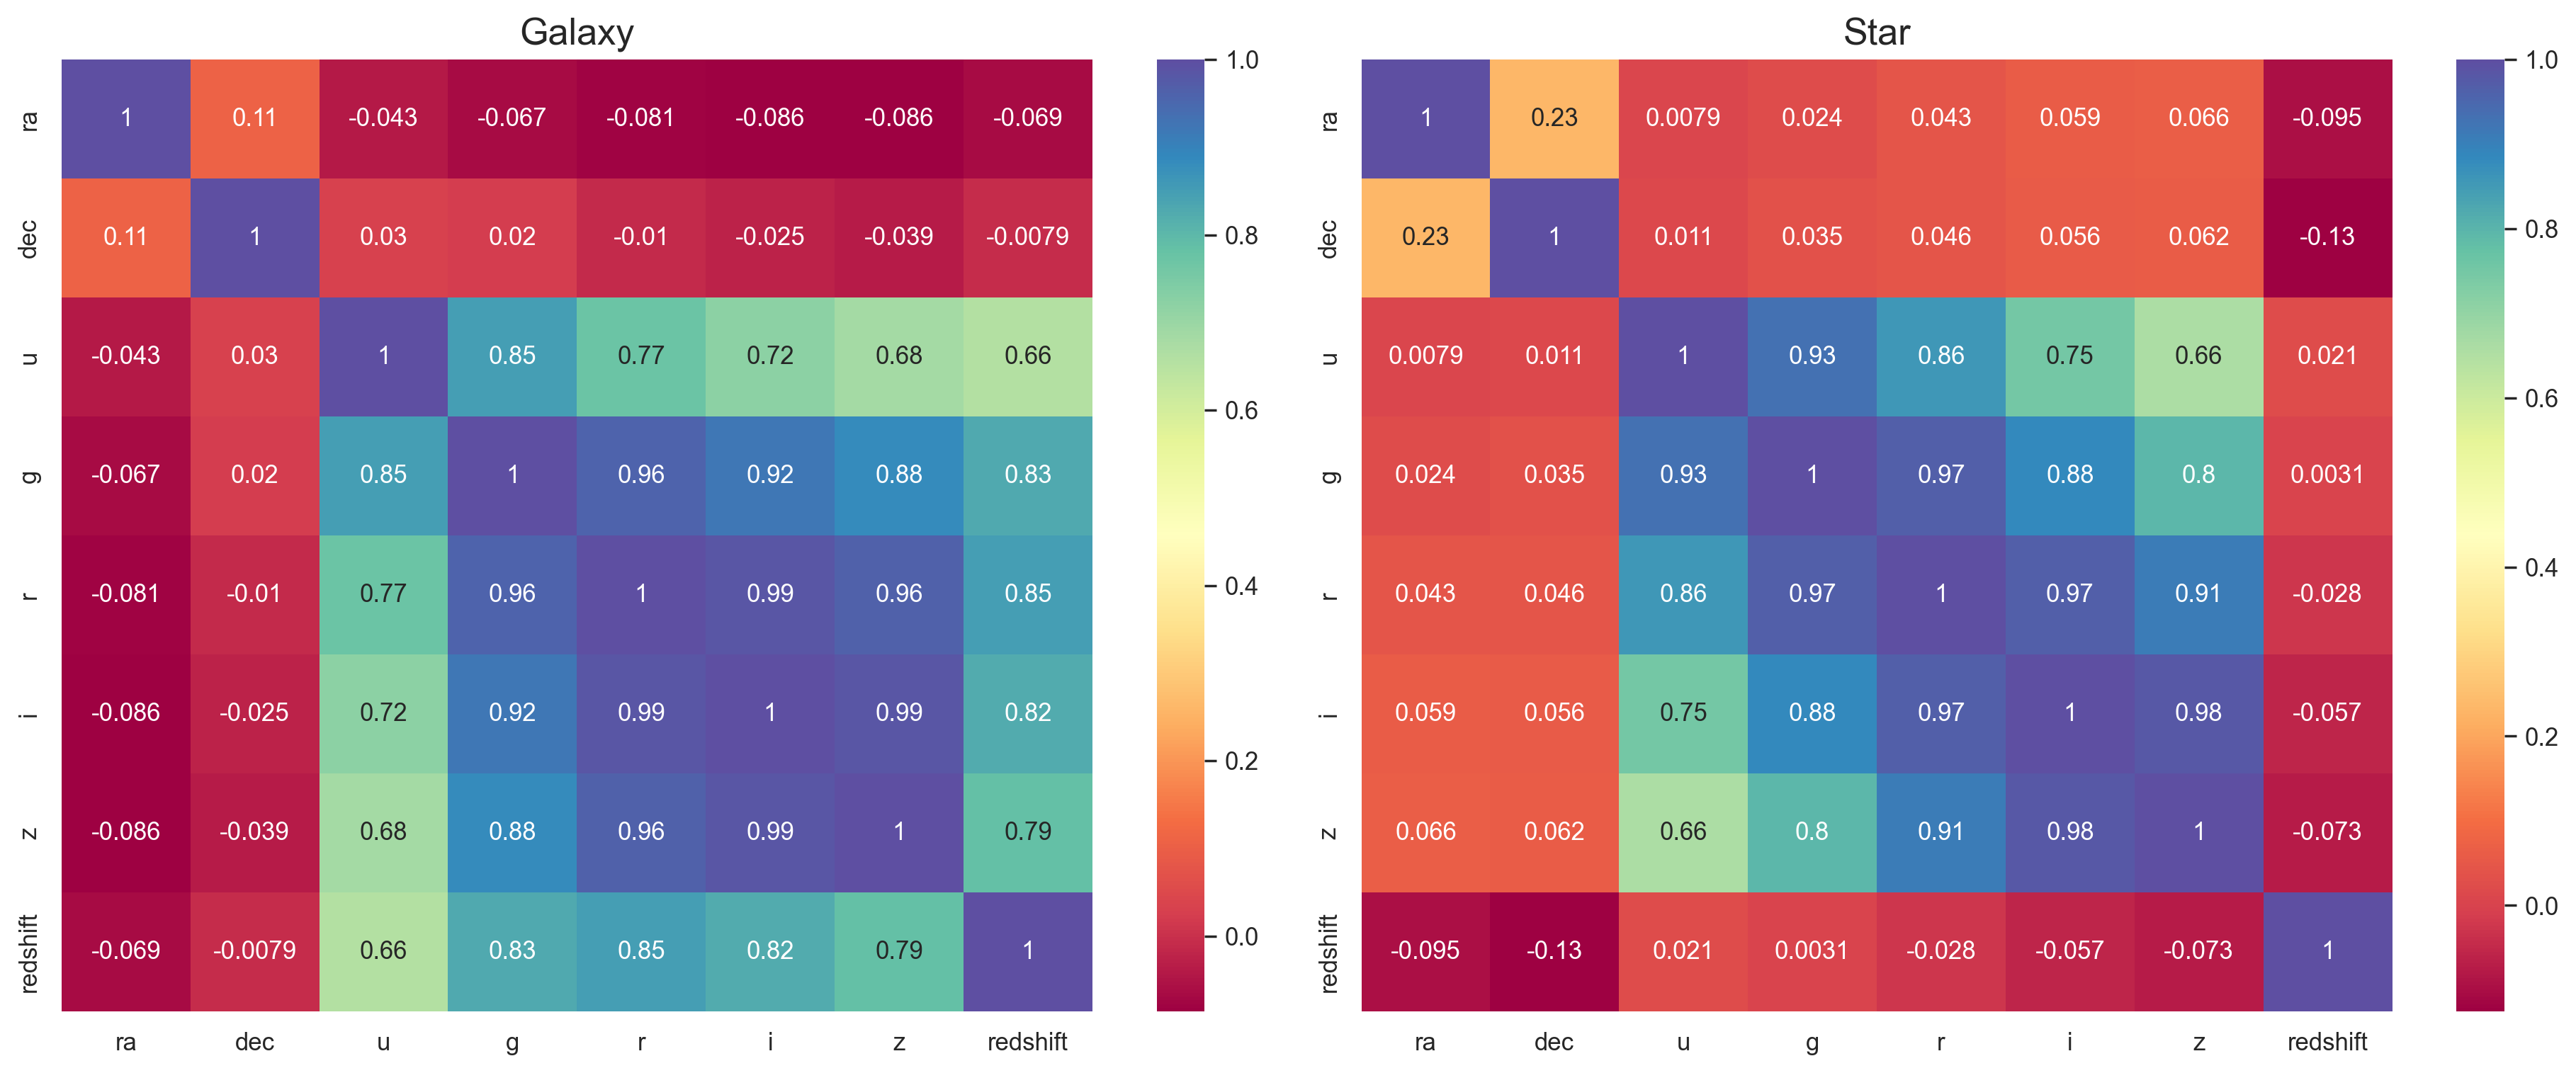 Galaxy
ra 1 0.11 -0.043 -0.067 -0.081 -0.086 -0.086 -0.069
dec 0.11 1 0.03 0.02 -0.01 -0.025 -0.039 -0.0079
u -0.043 0.03 1 0.85 0.77 0.72 0.68 0.66
g -0.067 0.02 0.85 1 0.96 0.92 0.88 0.83
r -0.081 -0.01 0.77 0.96 1 0.99 0.96 0.85
i -0.086 -0.025 0.72 0.92 0.99 1 0.99 0.82
z -0.086 -0.039 0.68 0.88 0.96 0.99 1 0.79
redshift -0.069 -0.0079 0.66 0.83 0.85 0.82 0.79 1
ra dec u g r i z redshift
1.0
0.8
0.6
0.4
0.2
0.0
Star
ra 1 0.23 0.0079 0.024 0.043 0.059 0.066 -0.095
dec 0.23 1 0.011 0.035 0.046 0.056 0.062 -0.13
u 0.0079 0.011 1 0.93 0.86 0.75 0.66 0.021
g 0.024 0.035 0.93 1 0.97 0.88 0.8 0.0031
r 0.043 0.046 0.86 0.97 1 0.97 0.91 -0.028
i 0.059 0.056 0.75 0.88 0.97 1 0.98 -0.057
z 0.066 0.062 0.66 0.8 0.91 0.98 1 -0.073
redshift -0.095 -0.13 0.021 0.0031 -0.028 -0.057 -0.073 1
ra dec u g r i z redshift
1.0
0.8
0.6
0.4
0.2
0.0